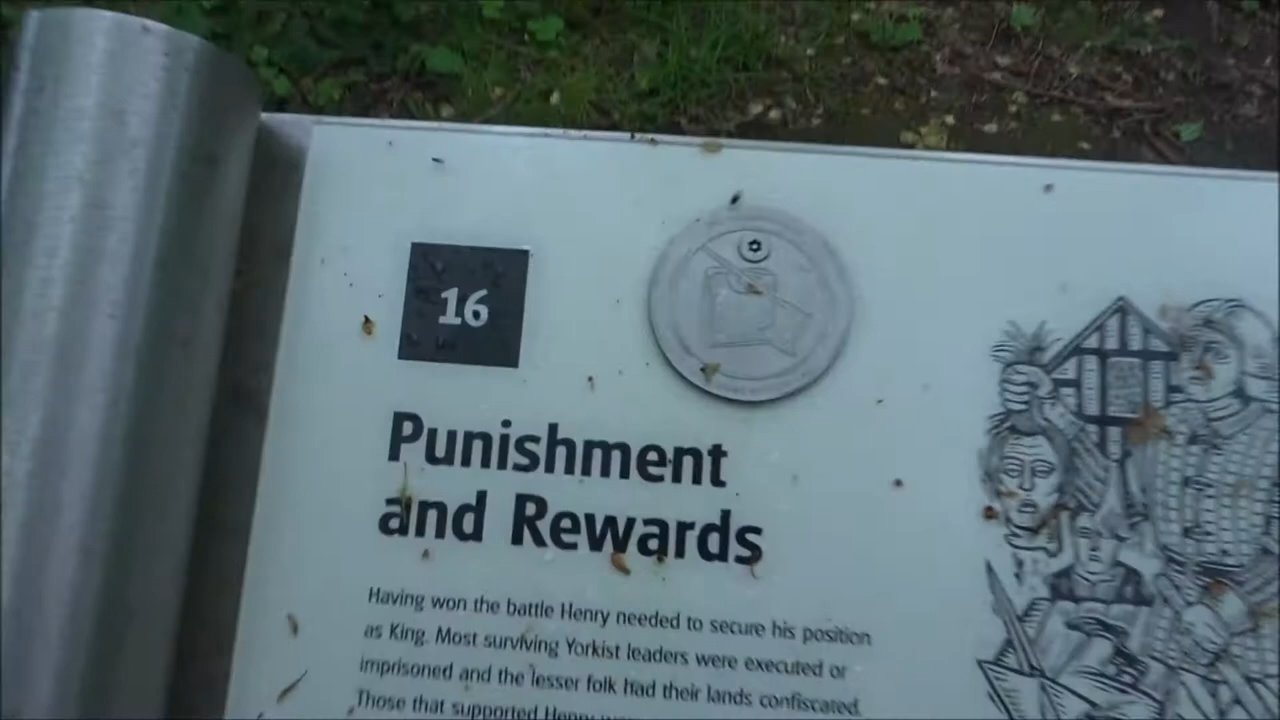 16
Punishment
and Rewards
Having won the battle Henry needed to secure his position
as King. Most surviving Yorkist leaders were executed or
imprisoned and the lesser folk had their lands confiscated.
Those that supported Henry